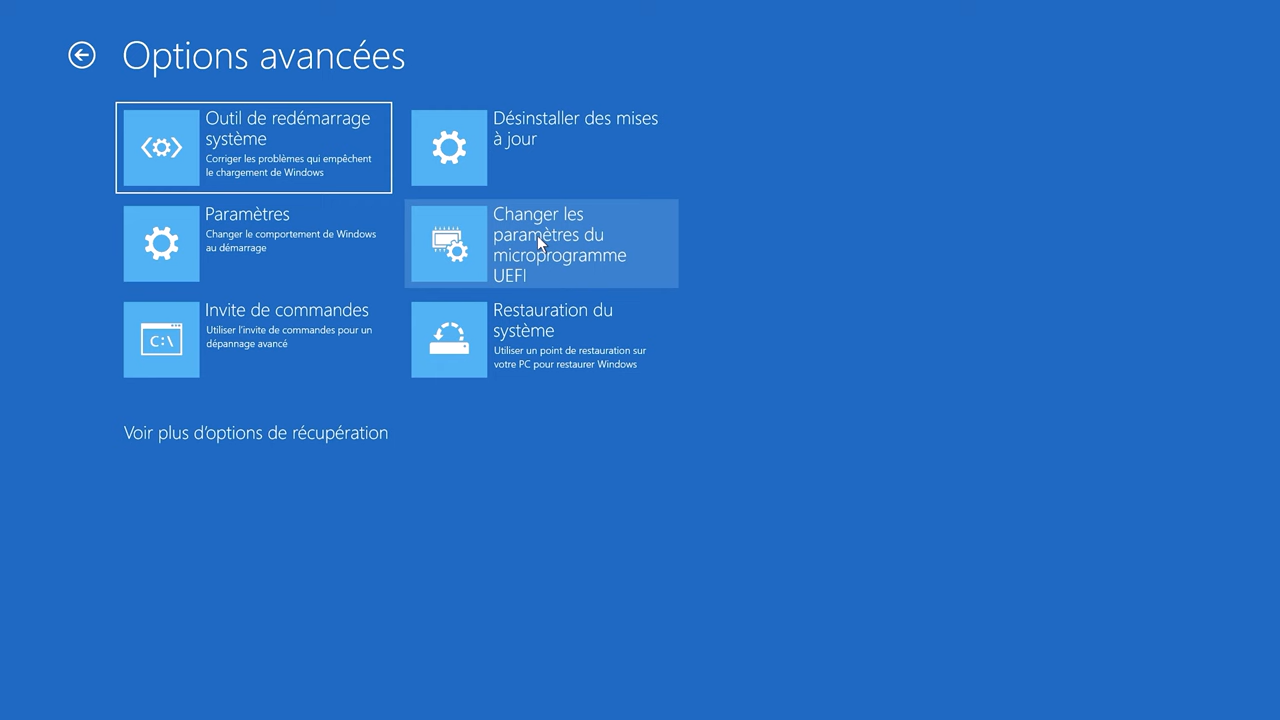 Options avancées
Outil de redémarrage
système
Corriger les problèmes qui empêchent
le chargement de Windows
Désinstaller des mises
à jour
Paramètres
Changer le comportement de Windows
au démarrage
Changer les
paramètres du
microprogramme
UEFI
Invite de commandes
Utiliser l'invite de commandes pour un
dépannage avancé
C:\
Restauration du
système
Utiliser un point de restauration sur
votre PC pour restaurer Windows
Voir plus d'options de récupération